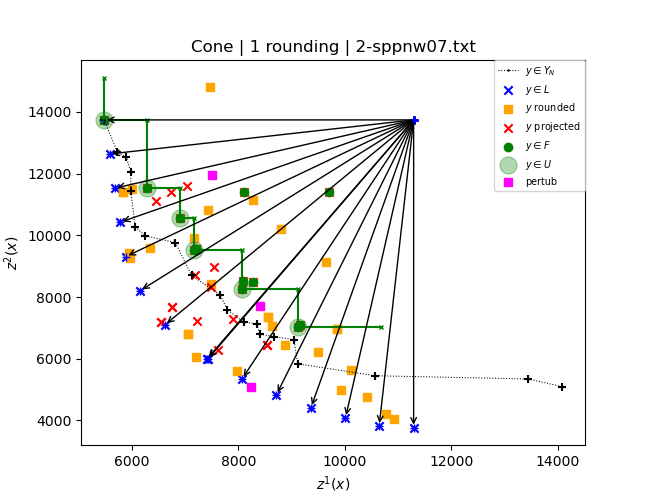 Cone | 1 rounding | 2-sppnw07.txt
y ∈ Y_N
y ∈ L
y rounded
y projected
y ∈ F
y ∈ U
pertub
14000
12000
10000
8000
6000
4000
z²(x)
6000 8000 10000 12000 14000
z¹(x)